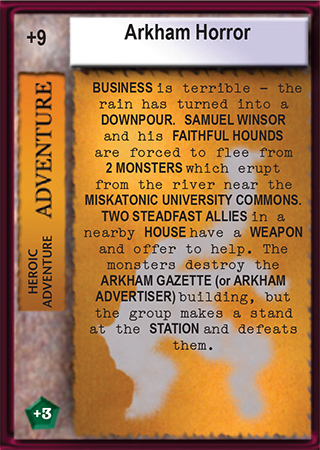 +9
Arkham Horror
HEROIC
ADVENTURE
ADVENTURE
BUSINESS is terrible – the
rain has turned into a
DOWNPOUR. SAMUEL WINSOR
and his FAITHFUL HOUNDS
are forced to flee from
2 MONSTERS which erupt
from the river near the
MISKATONIC UNIVERSITY COMMONS.
TWO STEADFAST ALLIES in a
nearby HOUSE have a WEAPON
and offer to help. The
monsters destroy the
ARKHAM GAZETTE (or ARKHAM
ADVERTISER) building, but
the group makes a stand
at the STATION and defeats
them.
+3